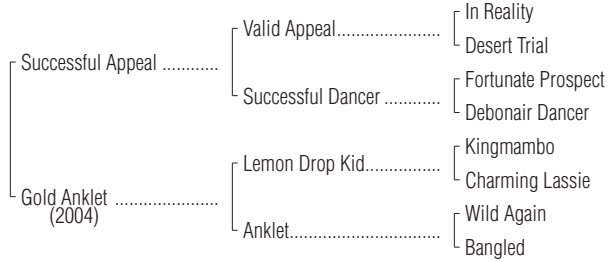 In Reality
Valid Appeal..................
Desert Trial
Successful Appeal ............
Fortunate Prospect
Successful Dancer ............
Debonair Dancer
Kingmambo
Lemon Drop Kid................
Charming Lassie
Gold Anklet ......................
(2004)
Wild Again
Anklet................................
Bangled